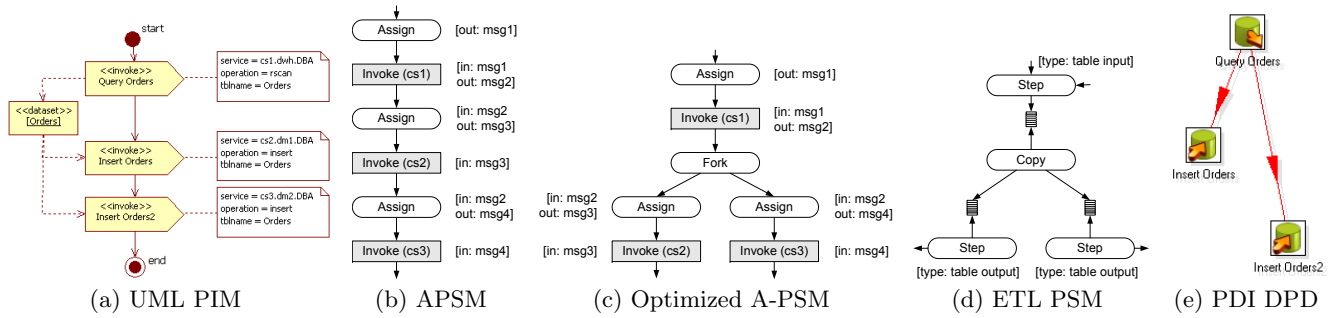 start
<<invoke>>
Query Orders
service = cs1.dwh.DBA
operation = rscan
tblname = Orders
<<dataset>>
[Orders]
<<invoke>>
Insert Orders
service = cs2.dm1.DBA
operation = insert
tblname = Orders
<<invoke>>
Insert Orders2
service = cs3.dm2.DBA
operation = insert
tblname = Orders
end
(a) UML PIM
Assign
[out: msg1]
Invoke (cs1)
[in: msg1
out: msg2]
Assign
[in: msg2
out: msg3]
Invoke (cs2)
[in: msg3]
Assign
[in: msg2
out: msg4]
Invoke (cs3)
[in: msg4]
(b) APSM
Assign
[out: msg1]
Invoke (cs1)
[in: msg1
out: msg2]
Fork
[in: msg2
out: msg3]
Assign
Assign
[in: msg2
out: msg4]
[in: msg3]
Invoke (cs2)
Invoke (cs3)
[in: msg4]
(c) Optimized A-PSM
[type: table input]
Step
Copy
Step
Step
[type: table output]
[type: table output]
(d) ETL PSM
Query Orders
Insert Orders
Insert Orders2
(e) PDI DPD